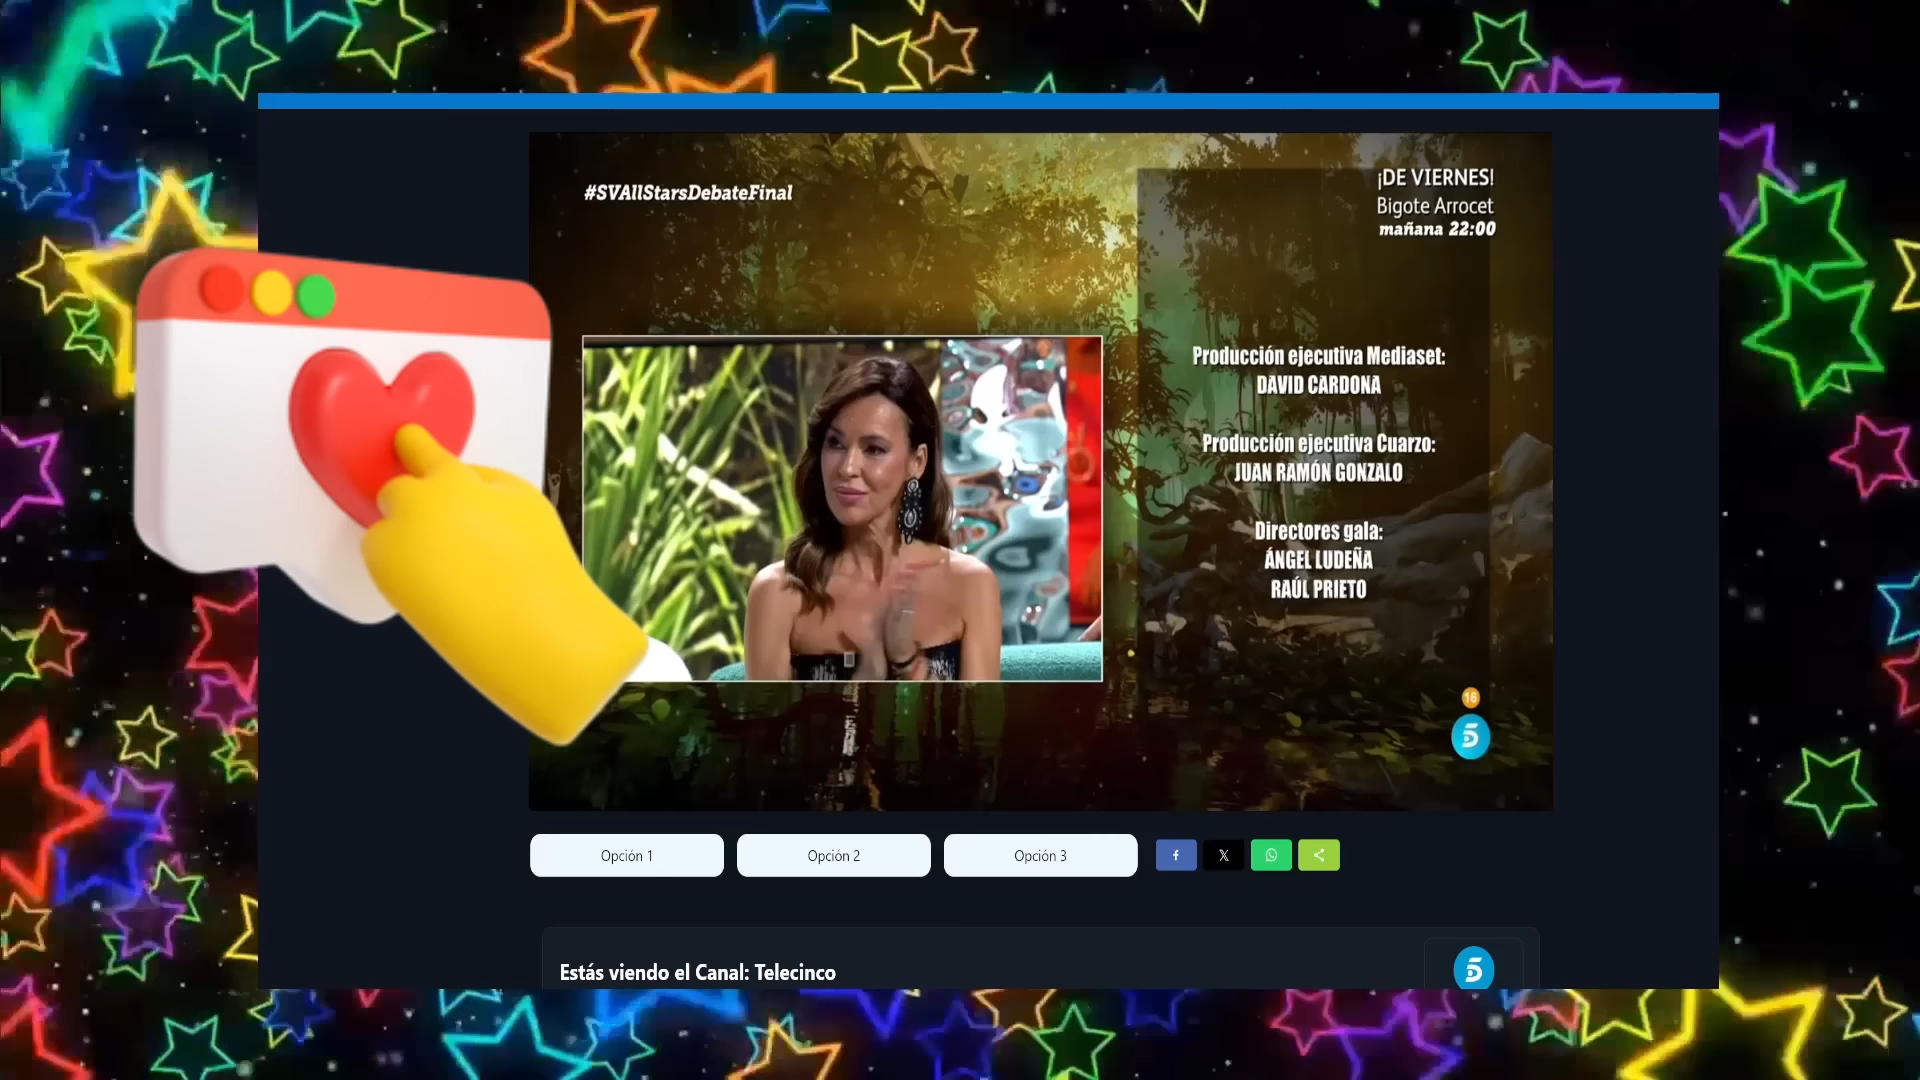 #SVAllStarsDebateFinal
¡DE VIERNES!
Bigote Arrocet
mañana 22:00
Producción ejecutiva Mediaset:
DAVID CARDONA
Producción ejecutiva Cuarzo:
JUAN RAMÓN GONZALO
Directores gala:
ÁNGEL LUDEÑA
RAÚL PRIETO
16
5
Opción 1
Opción 2
Opción 3
f
X
Estás viendo el Canal: Telecinco
5